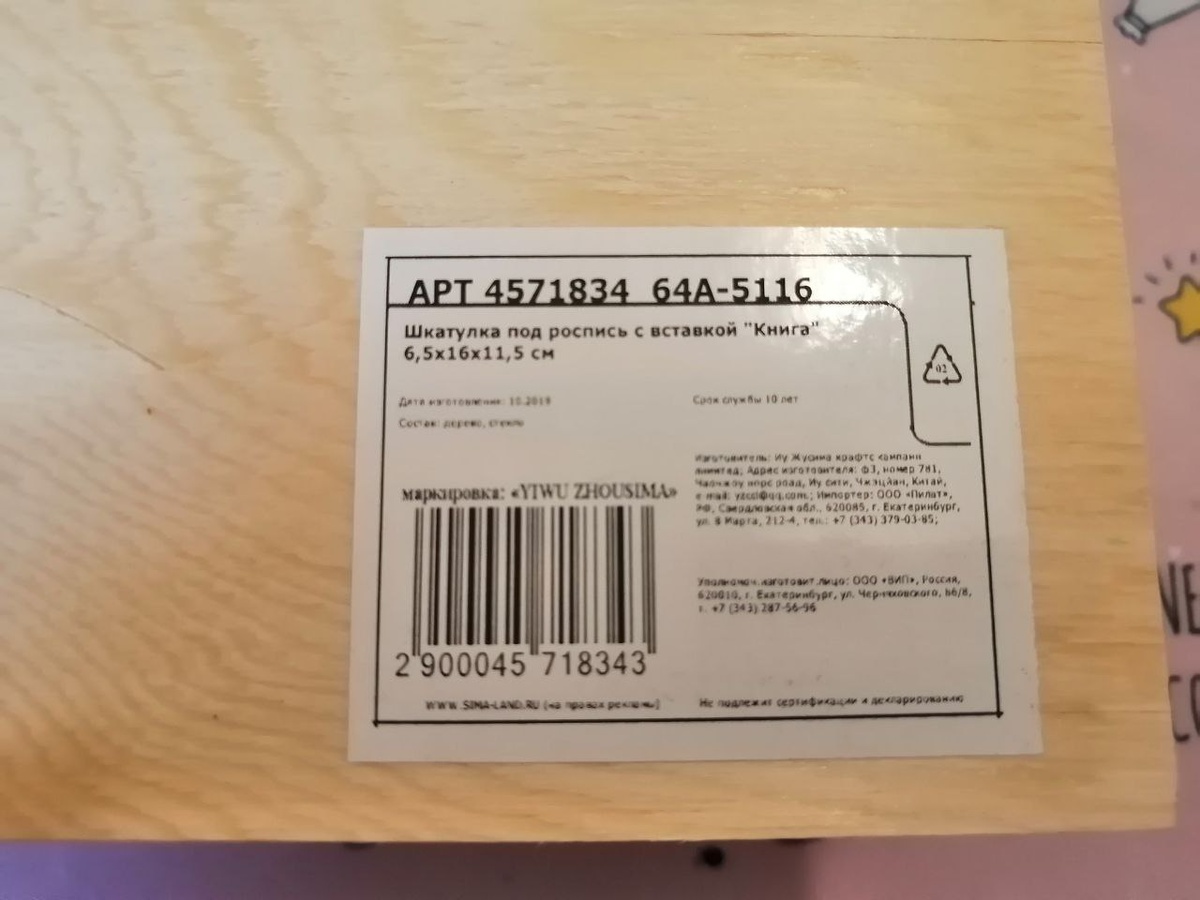 АРТ 4571834 64А-5116
Шкатулка под роспись с вставкой "Книга"
6,5х16х11,5 см
02
Дата изготовления: 10.2019
Срок службы 10 лет
Состав: дерево, стекло
Изготовитель: Иу Жусима крафтс компани
лимитед; Адрес изготовителя: ф3, номер 781,
Чаочжоу норс роад, Иу сити, Чжэцзян, Китай,
e-mail: yzcsl@qq.com.; Импортер: ООО «Пилат»,
РФ, Свердловская обл., 620085, г. Екатеринбург,
ул. 8 Марта, 212-4, тел.: +7 (343) 379-03-85;
маркировка: «YIWU ZHOUSIMA»
Уполномоч.изготовит.лицо: ООО «ВИП», Россия,
620010, г. Екатеринбург, ул. Черняховского, 86/8,
т. +7 (343) 287-56-96
2 900045 718343
WWW.SIMA-LAND.RU (на правах рекламы)
Не подлежит сертификации и декларированию
NE
CO